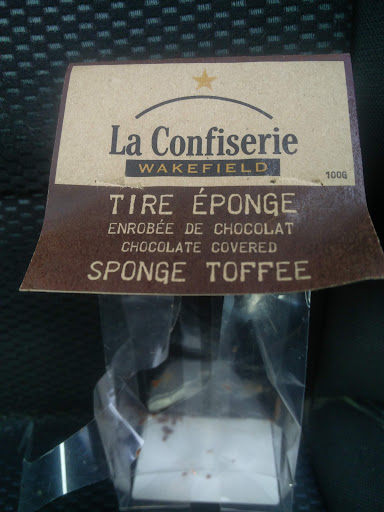 La Confiserie
WAKEFIELD
100G
TIRE ÉPONGE
ENROBÉE DE CHOCOLAT
CHOCOLATE COVERED
SPONGE TOFFEE